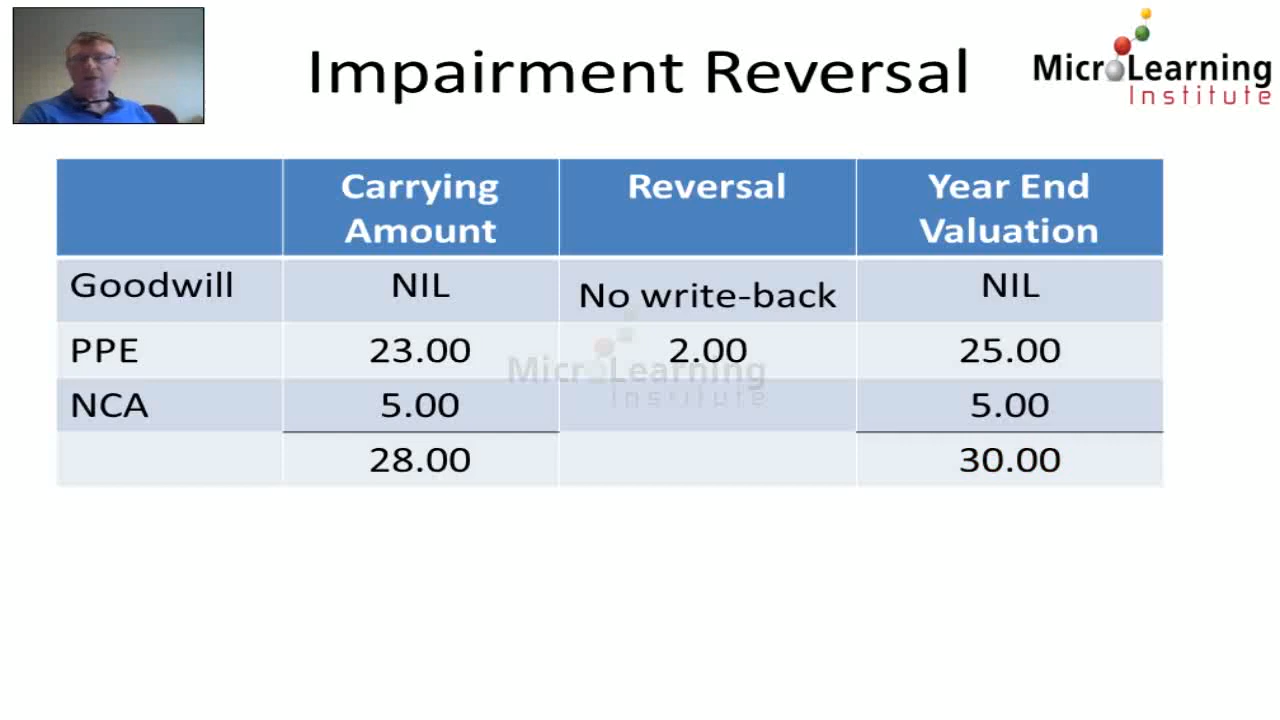 Impairment Reversal
MicroLearning
Institute
Carrying Amount
Reversal
Year End Valuation
Goodwill NIL No write-back NIL
PPE 23.00 2.00 25.00
MicroLearning
Institute
NCA 5.00 5.00
28.00 30.00